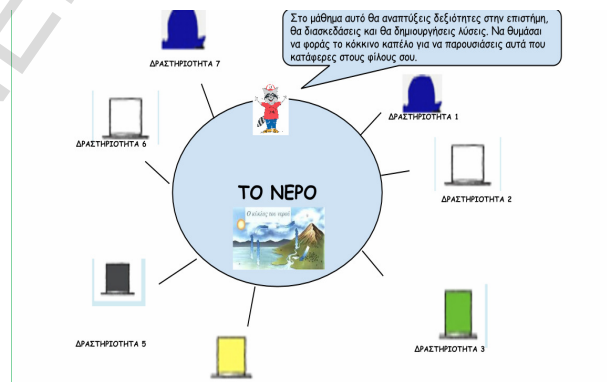 Στο μάθημα αυτό θα αναπτύξεις δεξιότητες στην επιστήμη,
θα διασκεδάσεις και θα δημιουργήσεις λύσεις. Να θυμάσαι
να φοράς το κόκκινο καπέλο για να παρουσιάσεις αυτά που
κατάφερες στους φίλους σου.
ΔΡΑΣΤΗΡΙΟΤΗΤΑ 7
ΔΡΑΣΤΗΡΙΟΤΗΤΑ 1
ΔΡΑΣΤΗΡΙΟΤΗΤΑ 6
ΔΡΑΣΤΗΡΙΟΤΗΤΑ 2
ΤΟ ΝΕΡΟ
Ο κύκλος του νερού
ΔΡΑΣΤΗΡΙΟΤΗΤΑ 5
ΔΡΑΣΤΗΡΙΟΤΗΤΑ 3